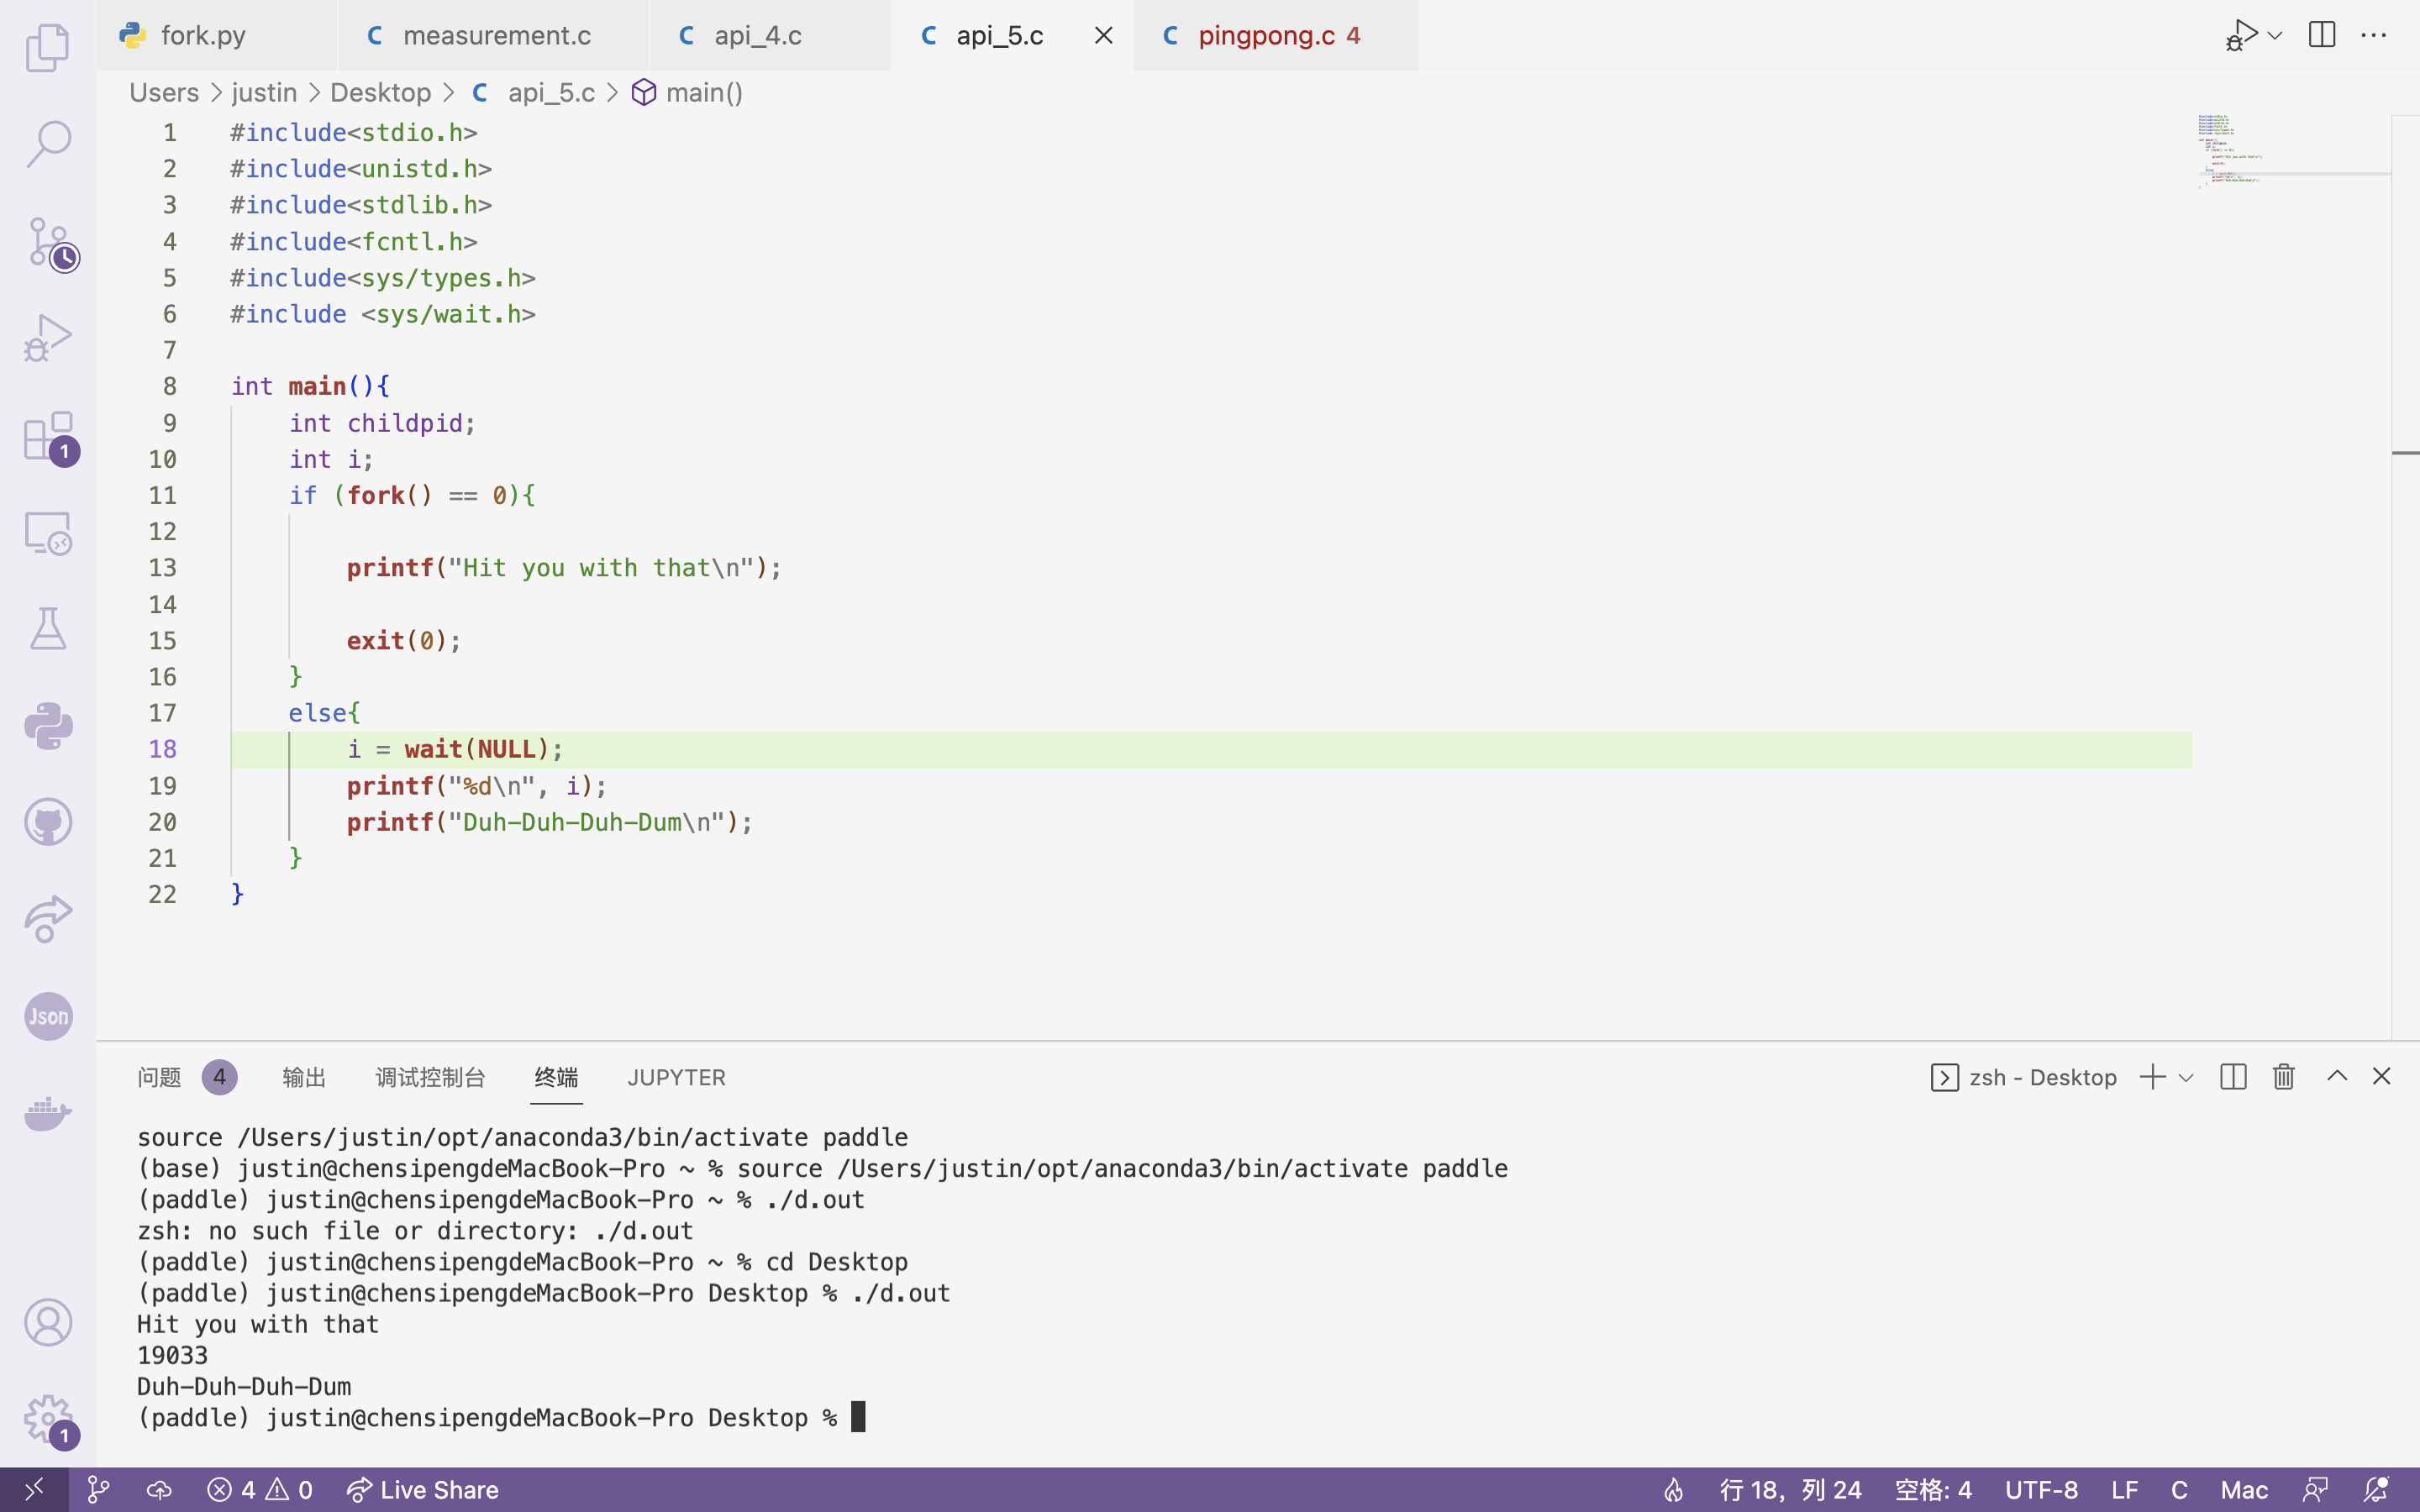 fork.py measurement.c api_4.c api_5.c pingpong.c 4
Users > justin > Desktop > C api_5.c > main()
1 #include<stdio.h>
2 #include<unistd.h>
3 #include<stdlib.h>
4 #include<fcntl.h>
5 #include<sys/types.h>
6 #include <sys/wait.h>
7
8 int main(){
9     int childpid;
10     int i;
11     if (fork() == 0){
12
13         printf("Hit you with that\n");
14
15         exit(0);
16     }
17     else{
18         i = wait(NULL);
19         printf("%d\n", i);
20         printf("Duh-Duh-Duh-Dum\n");
21     }
22 }
问题 4 输出 调试控制台 终端 JUPYTER zsh - Desktop
source /Users/justin/opt/anaconda3/bin/activate paddle
(base) justin@chensipengdeMacBook-Pro ~ % source /Users/justin/opt/anaconda3/bin/activate paddle
(paddle) justin@chensipengdeMacBook-Pro ~ % ./d.out
zsh: no such file or directory: ./d.out
(paddle) justin@chensipengdeMacBook-Pro ~ % cd Desktop
(paddle) justin@chensipengdeMacBook-Pro Desktop % ./d.out
Hit you with that
19033
Duh-Duh-Duh-Dum
(paddle) justin@chensipengdeMacBook-Pro Desktop %
1
Json
1
4 0 Live Share 行 18，列 24 空格: 4 UTF-8 LF C Mac